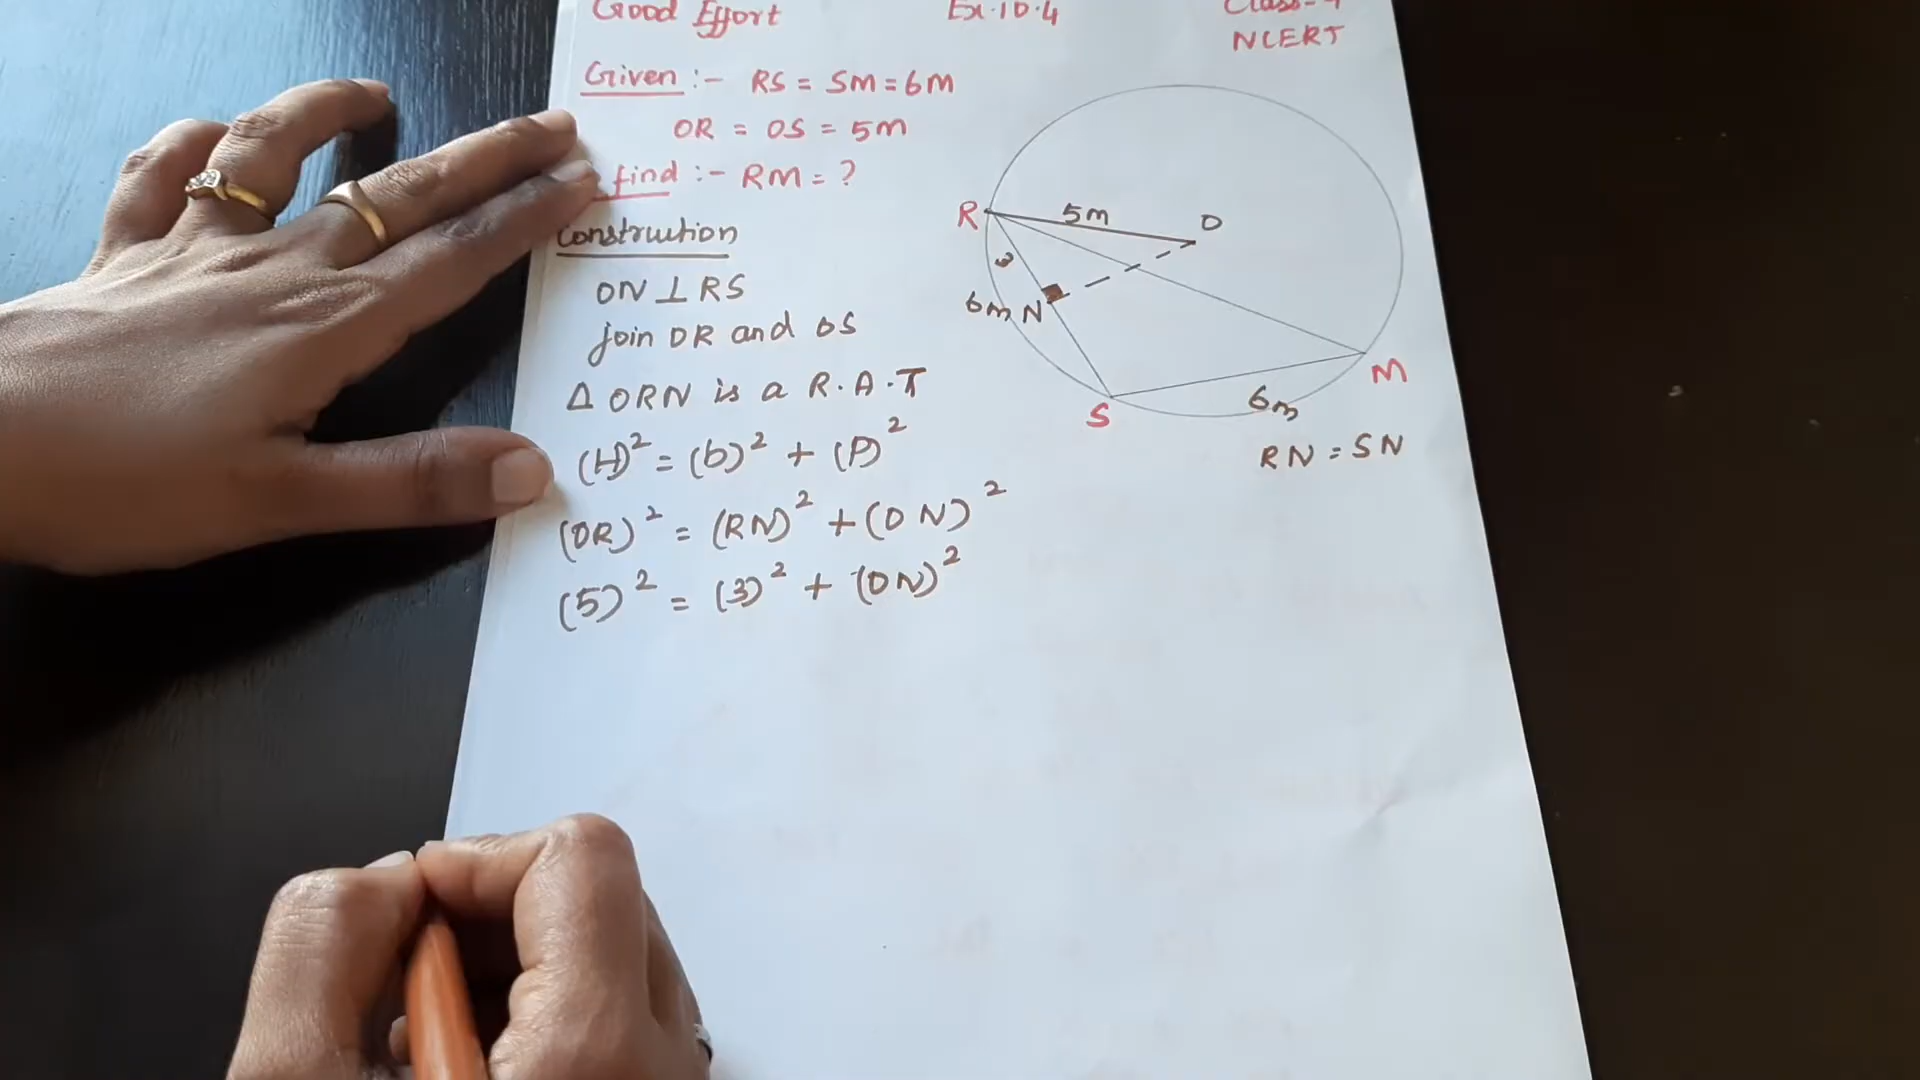 Good Effort Ex.10.4 Class-9
NCERT
Given :- RS = SM = 6M
OR = OS = 5M
find :- RM = ?
Construction
ON ⊥ RS
join OR and OS
Δ ORN is a R.A.T
(H)² = (b)² + (P)²
(OR)² = (RN)² + (ON)²
(5)² = (3)² + (ON)²
R
5m
O
3
6m N
M
6m
S
RN = SN